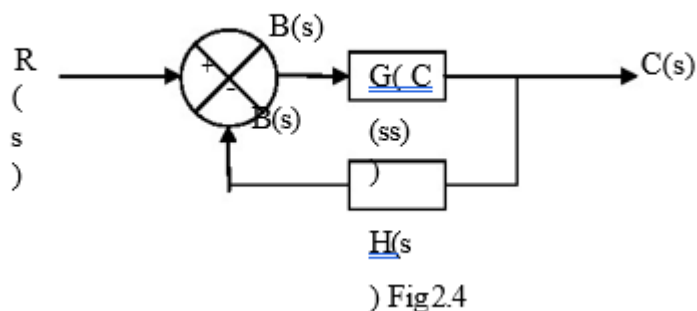 B(s)
R
(
s
)
+
-
B(s)
G( C
(ss)
)
C(s)
H(s
) Fig2.4